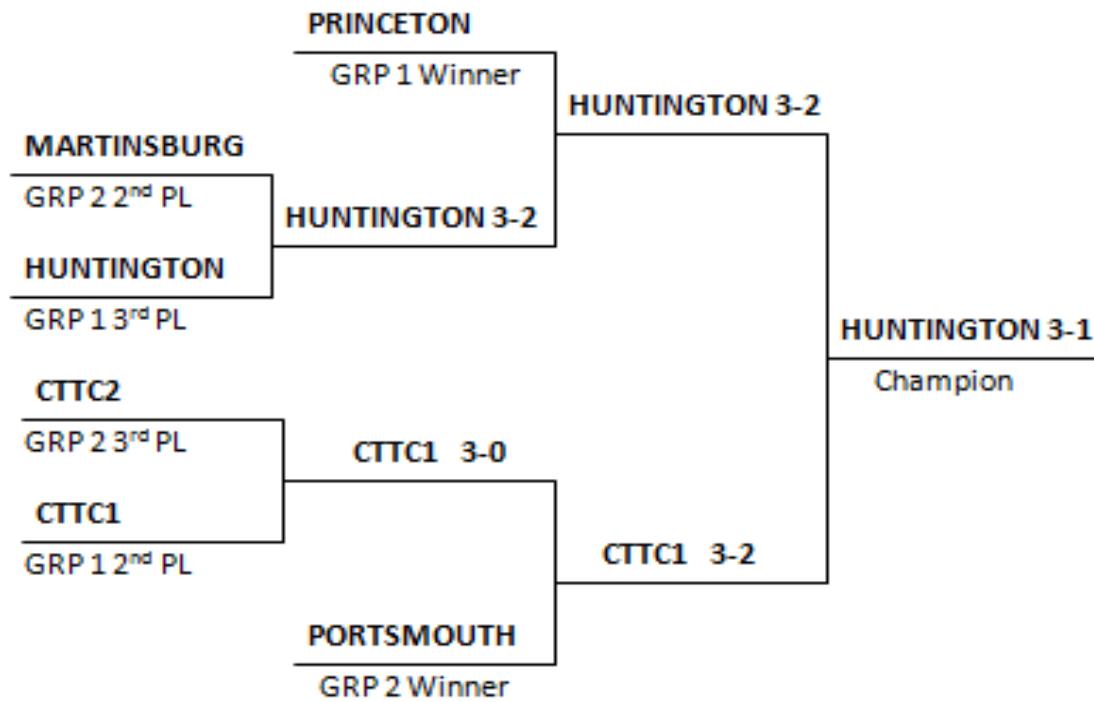 PRINCETON
GRP 1 Winner
HUNTINGTON 3-2
MARTINSBURG
GRP 2 2nd PL
HUNTINGTON 3-2
HUNTINGTON
GRP 1 3rd PL
HUNTINGTON 3-1
Champion
CTTC2
GRP 2 3rd PL
CTTC1 3-0
CTTC1
GRP 1 2nd PL
CTTC1 3-2
PORTSMOUTH
GRP 2 Winner